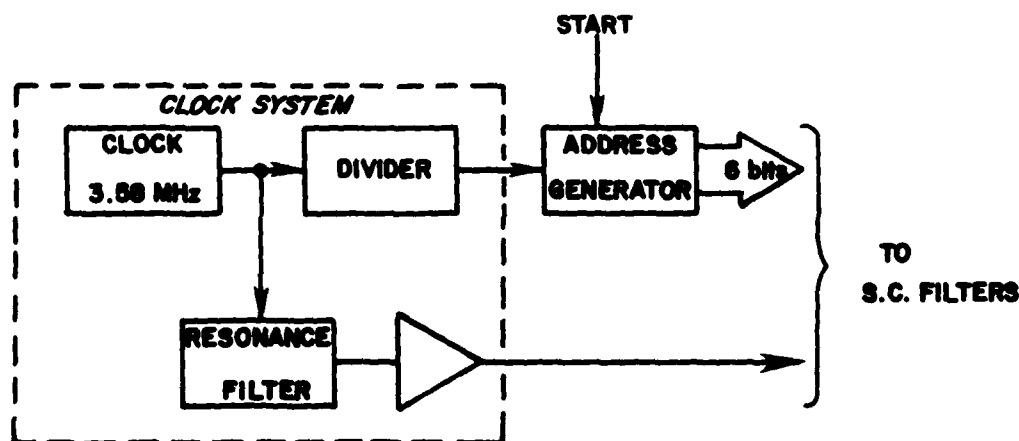 START
CLOCK SYSTEM
CLOCK
3.58 MHz
DIVIDER
ADDRESS
GENERATOR
6 bits
TO
S.C. FILTERS
RESONANCE
FILTER